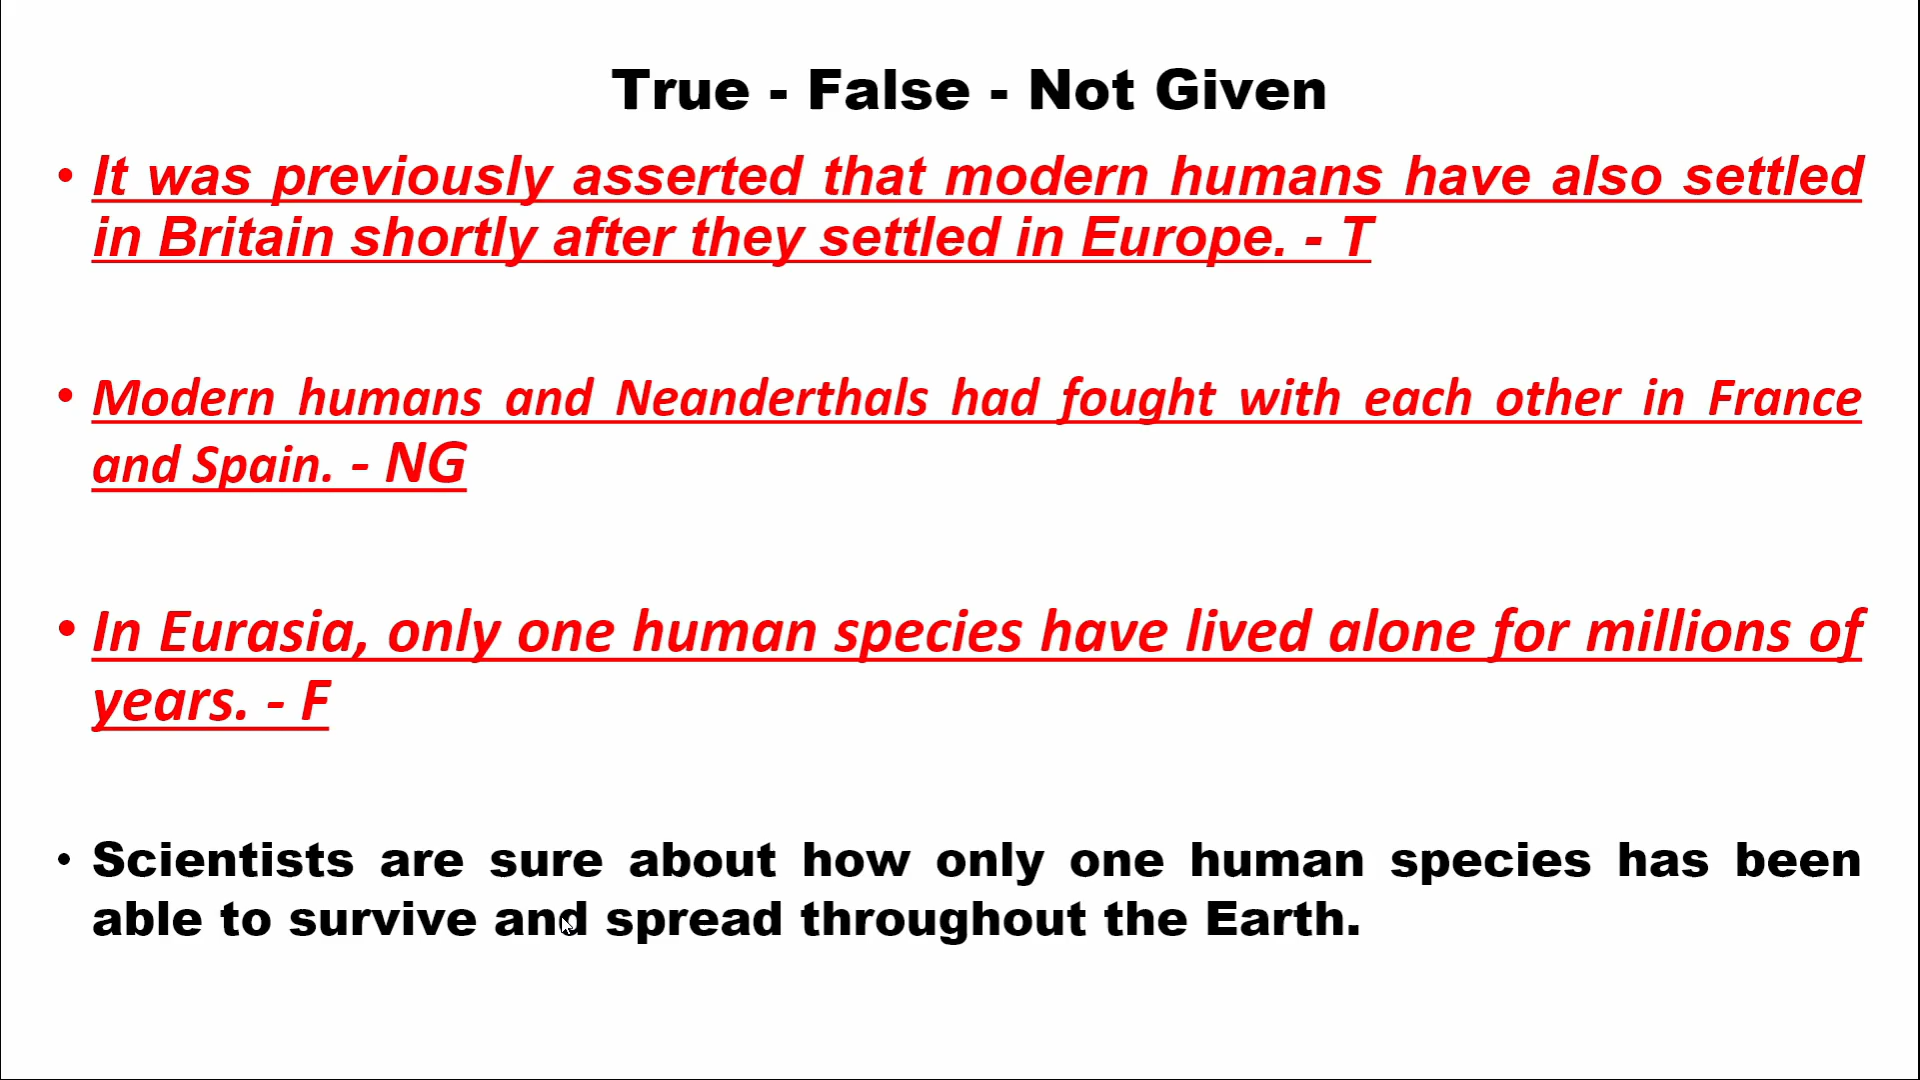 True - False - Not Given
• It was previously asserted that modern humans have also settled
in Britain shortly after they settled in Europe. - T
• Modern humans and Neanderthals had fought with each other in France
and Spain. - NG
• In Eurasia, only one human species have lived alone for millions of
years. - F
• Scientists are sure about how only one human species has been
able to survive and spread throughout the Earth.